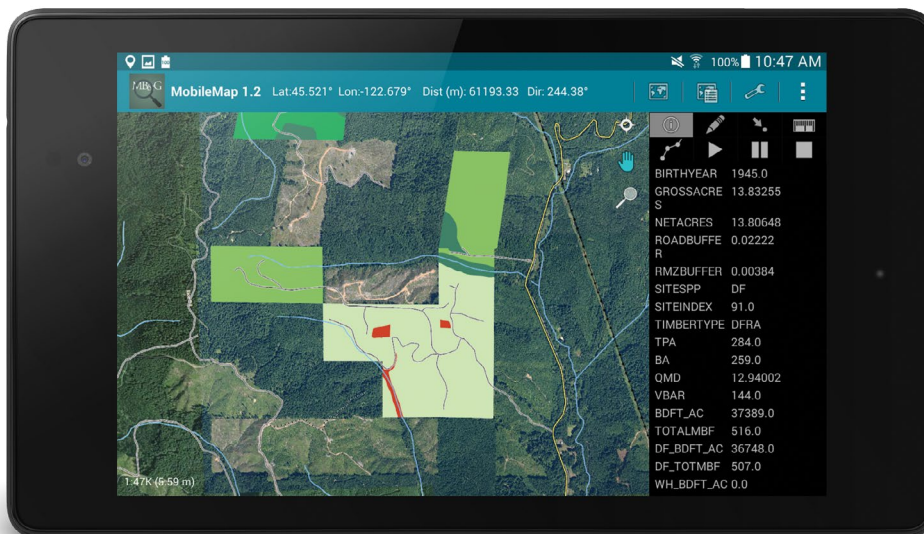 100% 10:47 AM
MB&G MobileMap 1.2 Lat:45.521° Lon:-122.679° Dist (m): 61193.33 Dir: 244.38°
BIRTHYEAR 1945.0
GROSSACRE 13.83255
S
NETACRES 13.80648
ROADBUFFE 0.02222
R
RMZBUFFER 0.00384
SITESPP DF
SITEINDEX 91.0
TIMBERTYPE DFRA
TPA 284.0
BA 259.0
QMD 12.94002
VBAR 144.0
BDFT_AC 37389.0
TOTALMBF 516.0
DF_BDFT_AC 36748.0
DF_TOTMBF 507.0
WH_BDFT_AC 0.0
1:47K (5:59 m)